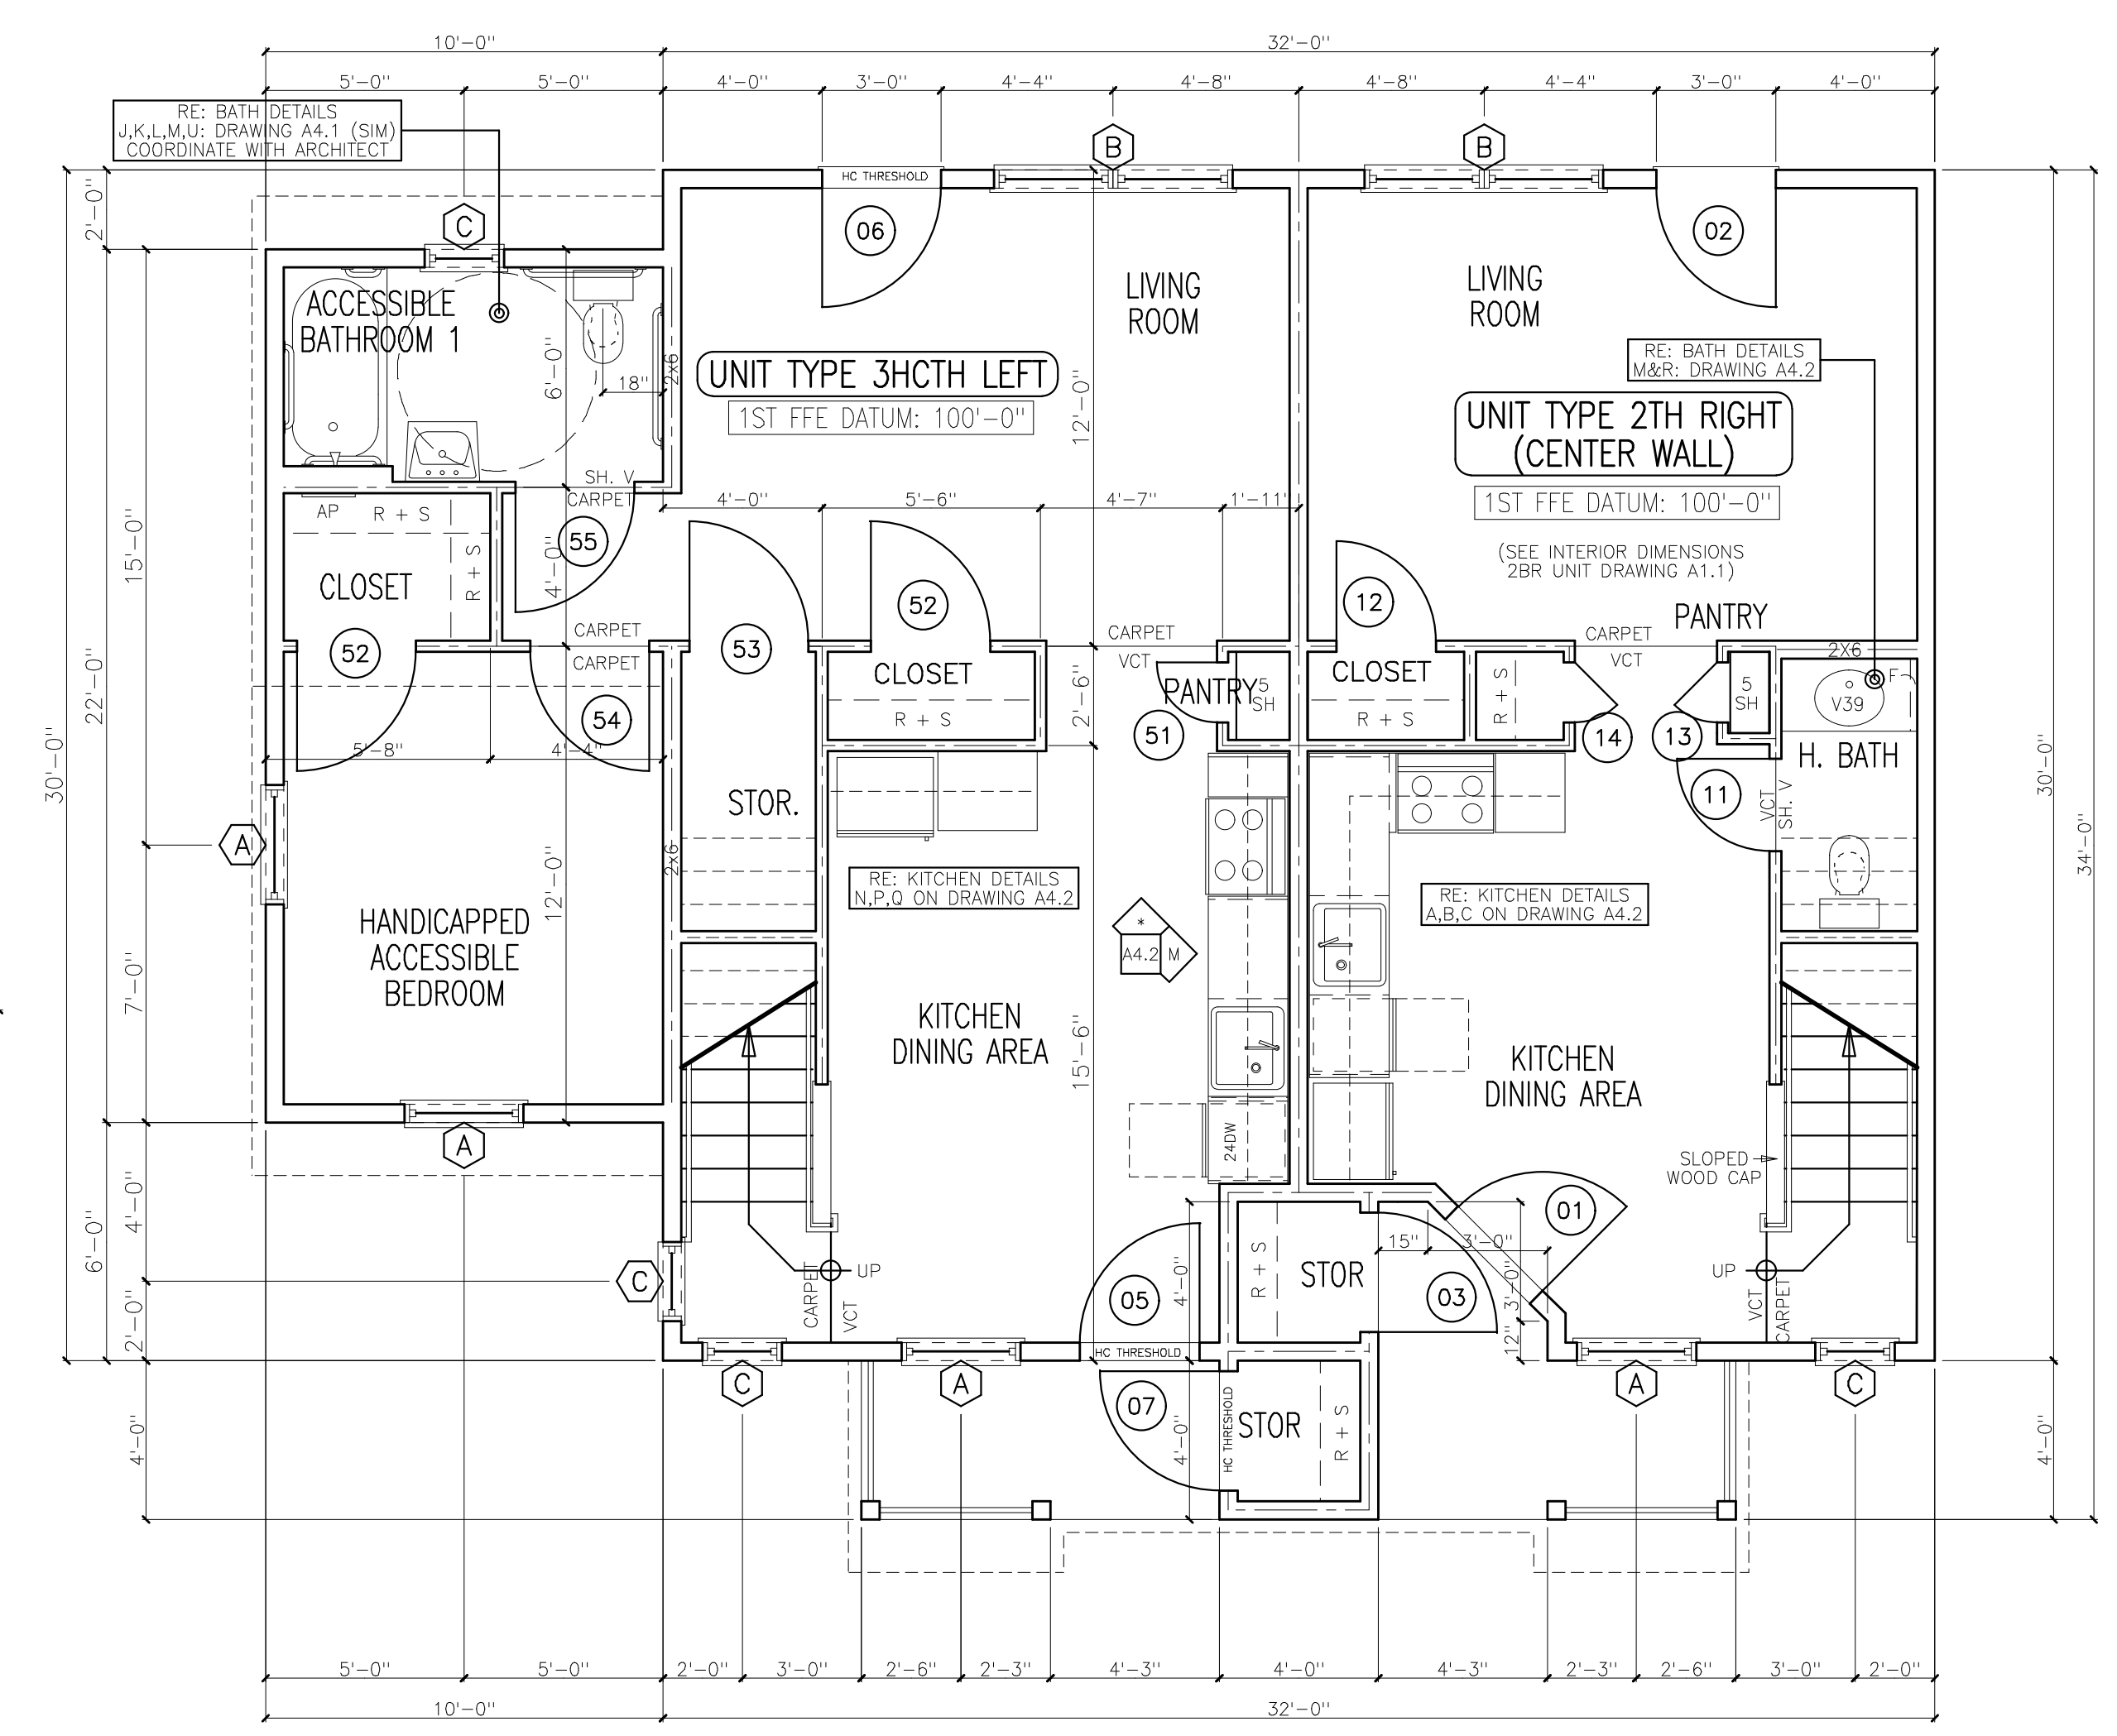 10'-0"
32'-0"
5'-0"
5'-0"
4'-0"
3'-0"
4'-4"
4'-8"
4'-8"
4'-4"
3'-0"
4'-0"
RE: BATH DETAILS
J,K,L,M,U: DRAWING A4.1 (SIM)
COORDINATE WITH ARCHITECT
B
B
HC THRESHOLD
2'-0"
C
06
02
ACCESSIBLE
BATHROOM 1
LIVING
ROOM
LIVING
ROOM
6'-0"
18"
2x6
UNIT TYPE 3HCTH LEFT
1ST FFE DATUM: 100'-0"
12'-0"
RE: BATH DETAILS
M&R: DRAWING A4.2
UNIT TYPE 2TH RIGHT
(CENTER WALL)
1ST FFE DATUM: 100'-0"
(SEE INTERIOR DIMENSIONS
2BR UNIT DRAWING A1.1)
SH. V
CARPET
4'-0"
5'-6"
4'-7"
1'-11"
AP
R + S
R + S
CLOSET
55
4'-0"
15'-0"
22'-0"
30'-0"
52
CARPET
CARPET
53
52
CLOSET
R + S
CARPET
VCT
PANTRY
5
SH
51
2'-6"
12
CLOSET
R + S
R + S
CARPET
VCT
PANTRY
14
13
5
SH
2X6
F
V39
H. BATH
11
VCT
SH. V
54
5'-8"
4'-4"
STOR.
A
2x6
12'-0"
HANDICAPPED
ACCESSIBLE
BEDROOM
RE: KITCHEN DETAILS
N,P,Q ON DRAWING A4.2
RE: KITCHEN DETAILS
A,B,C ON DRAWING A4.2
*
A4.2
M
KITCHEN
DINING AREA
15'-6"
KITCHEN
DINING AREA
24DW
30'-0"
34'-0"
7'-0"
A
SLOPED
WOOD CAP
4'-0"
6'-0"
2'-0"
C
CARPET
UP
VCT
05
4'-0"
R + S
STOR
15"
3'-0"
03
3'-0"
12"
01
UP
VCT
CARPET
HC THRESHOLD
C
A
07
HC THRESHOLD
STOR
R + S
4'-0"
A
C
4'-0"
4'-0"
5'-0"
5'-0"
2'-0"
3'-0"
2'-6"
2'-3"
4'-3"
4'-0"
4'-3"
2'-3"
2'-6"
3'-0"
2'-0"
10'-0"
32'-0"